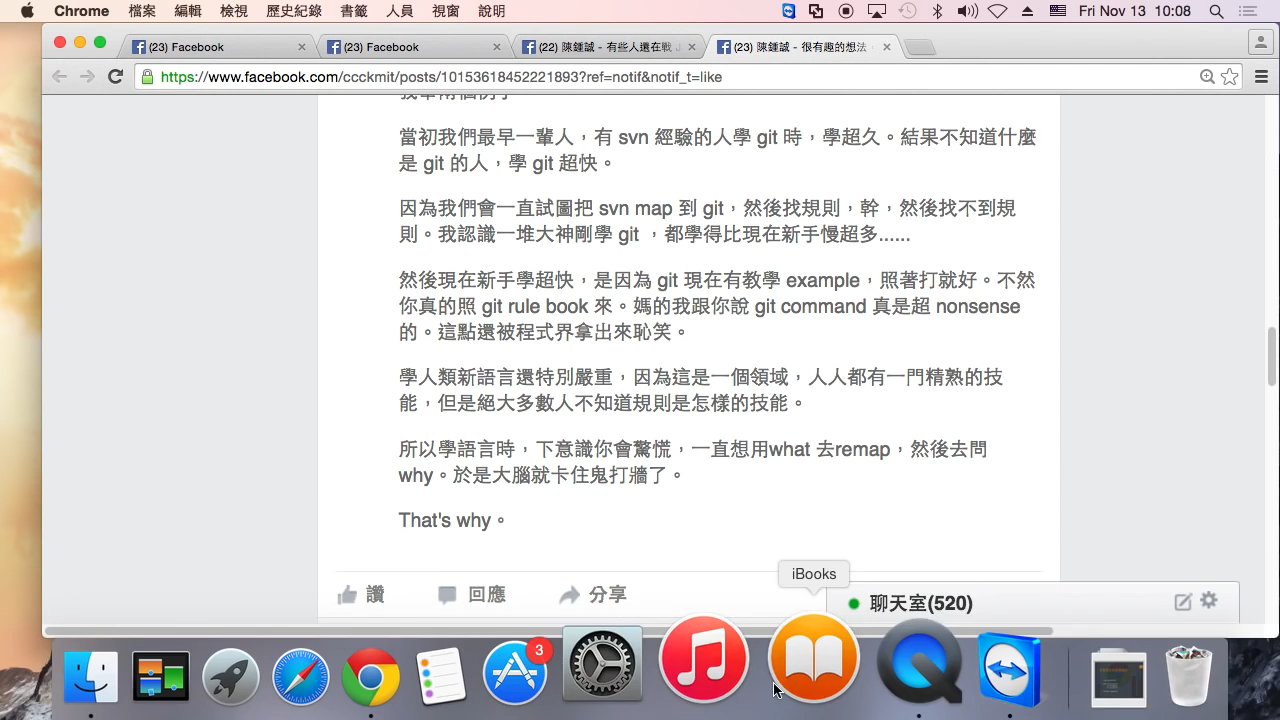 Chrome 檔案 編輯 檢視 歷史紀錄 書籤 人員 視窗 說明 Fri Nov 13 10:08
(23) Facebook (23) Facebook (22) 陳鍾誠 - 有些人還在戰 (23) 陳鍾誠 - 很有趣的想法
https://www.facebook.com/ccckmit/posts/10153618452221893?ref=notif&notif_t=like
當初我們最早一輩人，有 svn 經驗的人學 git 時，學超久。結果不知道什麼
是 git 的人，學 git 超快。
因為我們會一直試圖把 svn map 到 git，然後找規則，幹，然後找不到規
則。我認識一堆大神剛學 git ，都學得比現在新手慢超多......
然後現在新手學超快，是因為 git 現在有教學 example，照著打就好。不然
你真的照 git rule book 來。媽的我跟你說 git command 真是超 nonsense
的。這點還被程式界拿出來恥笑。
學人類新語言還特別嚴重，因為這是一個領域，人人都有一門精熟的技
能，但是絕大多數人不知道規則是怎樣的技能。
所以學語言時，下意識你會驚慌，一直想用what 去remap，然後去問
why。於是大腦就卡住鬼打牆了。
That's why。
讚 回應 分享
iBooks
聊天室(520)
3